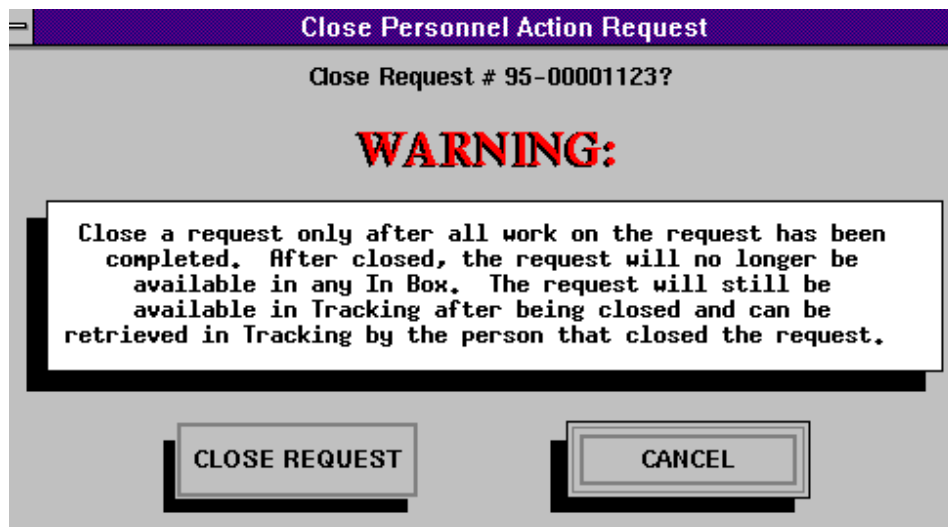 Close Personnel Action Request
Close Request # 95-00001123?
WARNING:
Close a request only after all work on the request has been
completed. After closed, the request will no longer be
available in any In Box. The request will still be
available in Tracking after being closed and can be
retrieved in Tracking by the person that closed the request.
CLOSE REQUEST
CANCEL